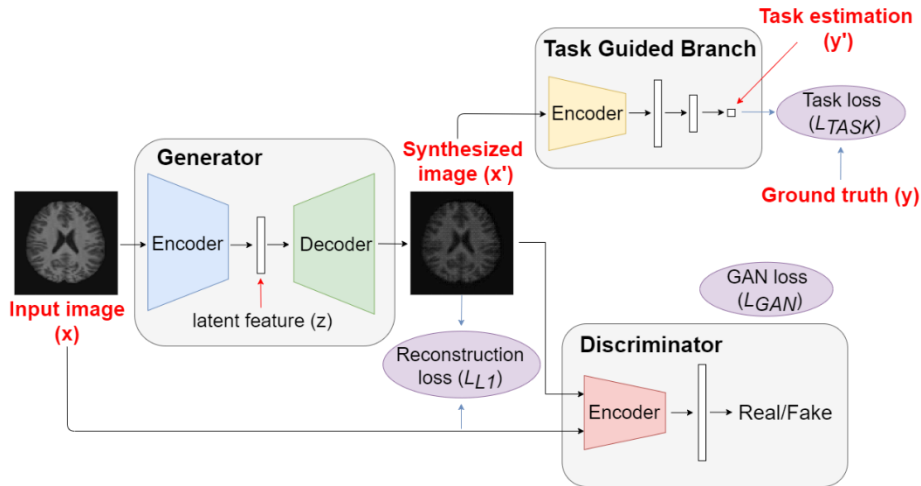 Task estimation
(y')
Task Guided Branch
Encoder
Task loss
(LTASK)
Generator
Synthesized
image (x')
Ground truth (y)
Encoder
Decoder
GAN loss
(LGAN)
Input image
(x)
latent feature (z)
Reconstruction
loss (LL1)
Discriminator
Encoder
Real/Fake